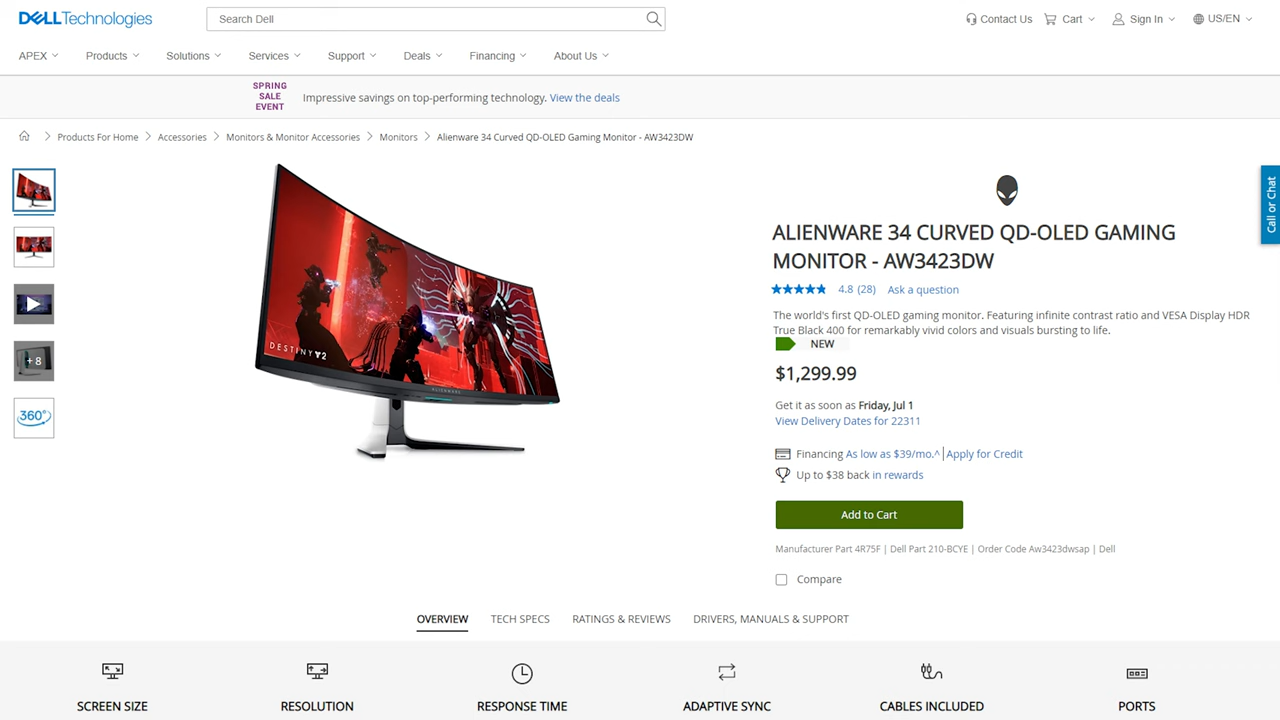 DELLTechnologies
Search Dell
Contact Us
Cart
Sign In
US/EN
APEX
Products
Solutions
Services
Support
Deals
Financing
About Us
SPRING
SALE
EVENT
Impressive savings on top-performing technology. View the deals
Products For Home
Accessories
Monitors & Monitor Accessories
Monitors
Alienware 34 Curved QD-OLED Gaming Monitor - AW3423DW
+ 8
360°
DESTINY 2
ALIENWARE
Call or Chat
ALIENWARE 34 CURVED QD-OLED GAMING
MONITOR - AW3423DW
4.8 (28) Ask a question
The world's first QD-OLED gaming monitor. Featuring infinite contrast ratio and VESA Display HDR
True Black 400 for remarkably vivid colors and visuals bursting to life.
NEW
$1,299.99
Get it as soon as Friday, Jul 1
View Delivery Dates for 22311
Financing As low as $39/mo.^ | Apply for Credit
Up to $38 back in rewards
Add to Cart
Manufacturer Part 4R75F | Dell Part 210-BCYE | Order Code Aw3423dwsap | Dell
Compare
OVERVIEW
TECH SPECS
RATINGS & REVIEWS
DRIVERS, MANUALS & SUPPORT
SCREEN SIZE
RESOLUTION
RESPONSE TIME
ADAPTIVE SYNC
CABLES INCLUDED
PORTS